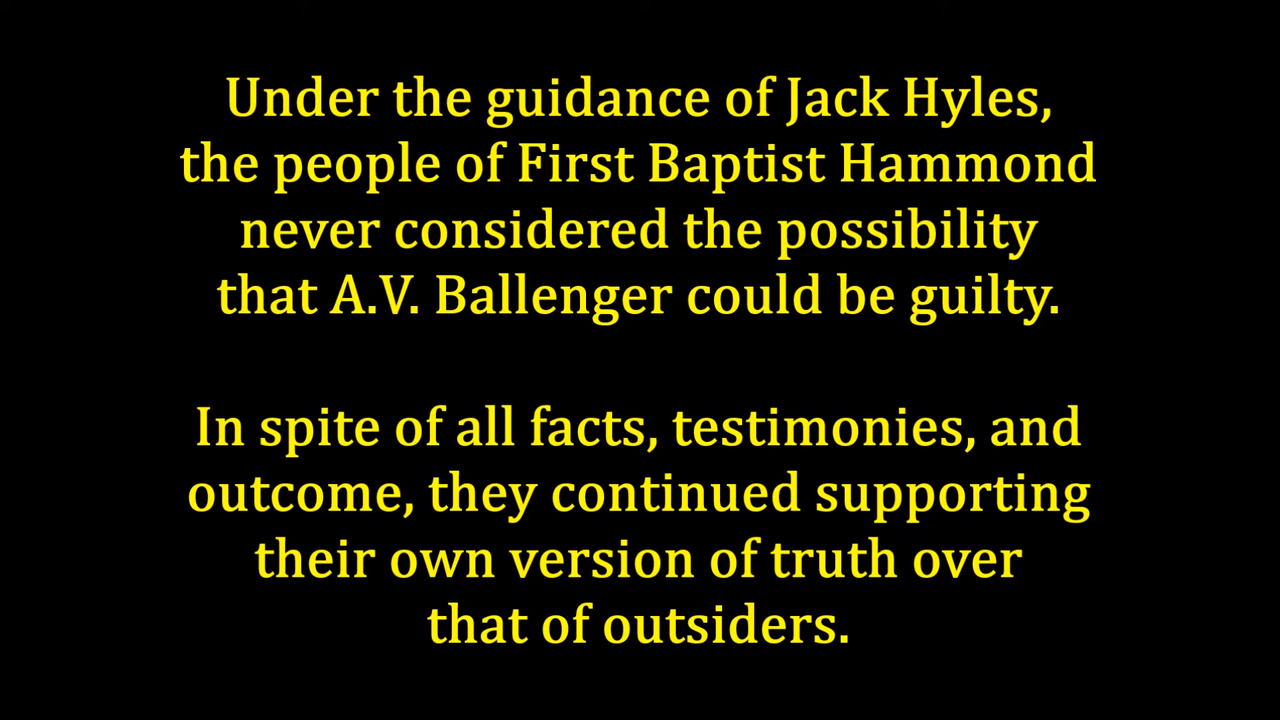 Under the guidance of Jack Hyles,
the people of First Baptist Hammond
never considered the possibility
that A.V. Ballenger could be guilty.
In spite of all facts, testimonies, and
outcome, they continued supporting
their own version of truth over
that of outsiders.